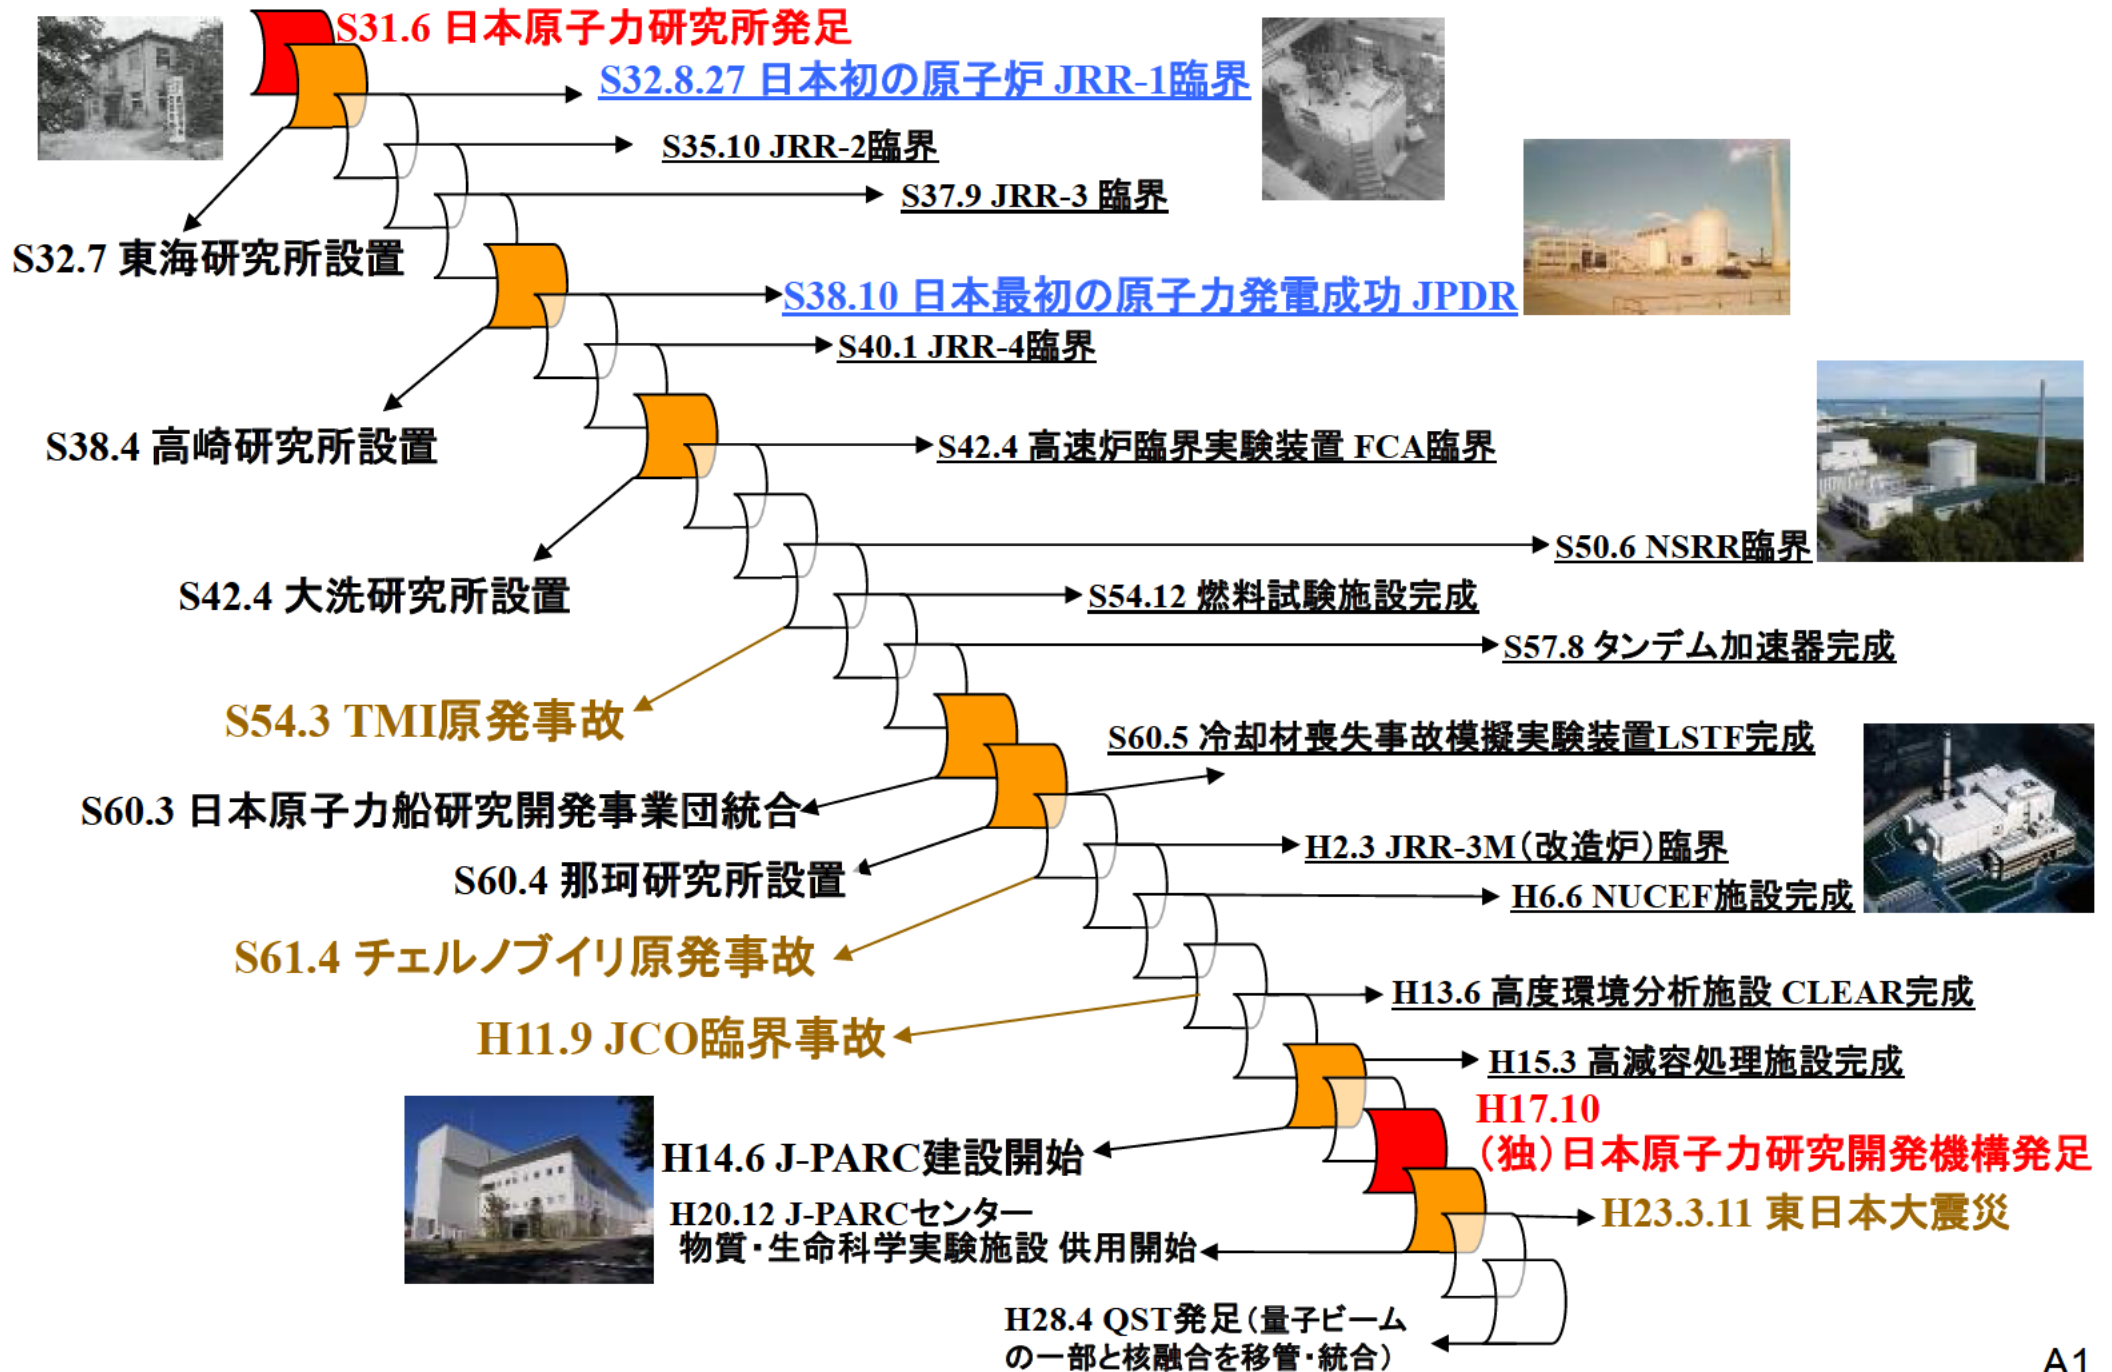 S31.6 日本原子力研究所発足
S32.8.27 日本初の原子炉 JRR-1臨界
S35.10 JRR-2臨界
S37.9 JRR-3 臨界
S32.7 東海研究所設置
S38.10 日本最初の原子力発電成功 JPDR
S40.1 JRR-4臨界
S38.4 高崎研究所設置
S42.4 高速炉臨界実験装置 FCA臨界
S50.6 NSRR臨界
S42.4 大洗研究所設置
S54.12 燃料試験施設完成
S57.8 タンデム加速器完成
S54.3 TMI原発事故
S60.5 冷却材喪失事故模擬実験装置LSTF完成
S60.3 日本原子力船研究開発事業団統合
H2.3 JRR-3M（改造炉）臨界
S60.4 那珂研究所設置
H6.6 NUCEF施設完成
S61.4 チェルノブイリ原発事故
H13.6 高度環境分析施設 CLEAR完成
H11.9 JCO臨界事故
H15.3 高減容処理施設完成
H17.10
（独）日本原子力研究開発機構発足
H14.6 J-PARC建設開始
H20.12 J-PARCセンター
物質・生命科学実験施設 供用開始
H23.3.11 東日本大震災
H28.4 QST発足（量子ビーム
の一部と核融合を移管・統合）
A1